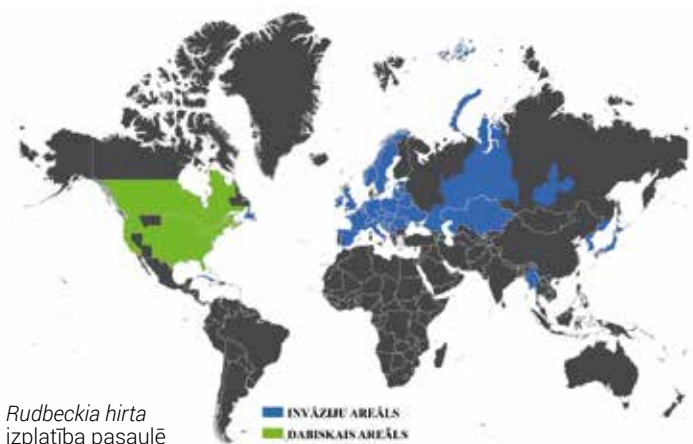 Rudbeckia hirta
izplatība pasaulē
INVĀZIJU AREĀLS
DABISKAIS AREĀLS